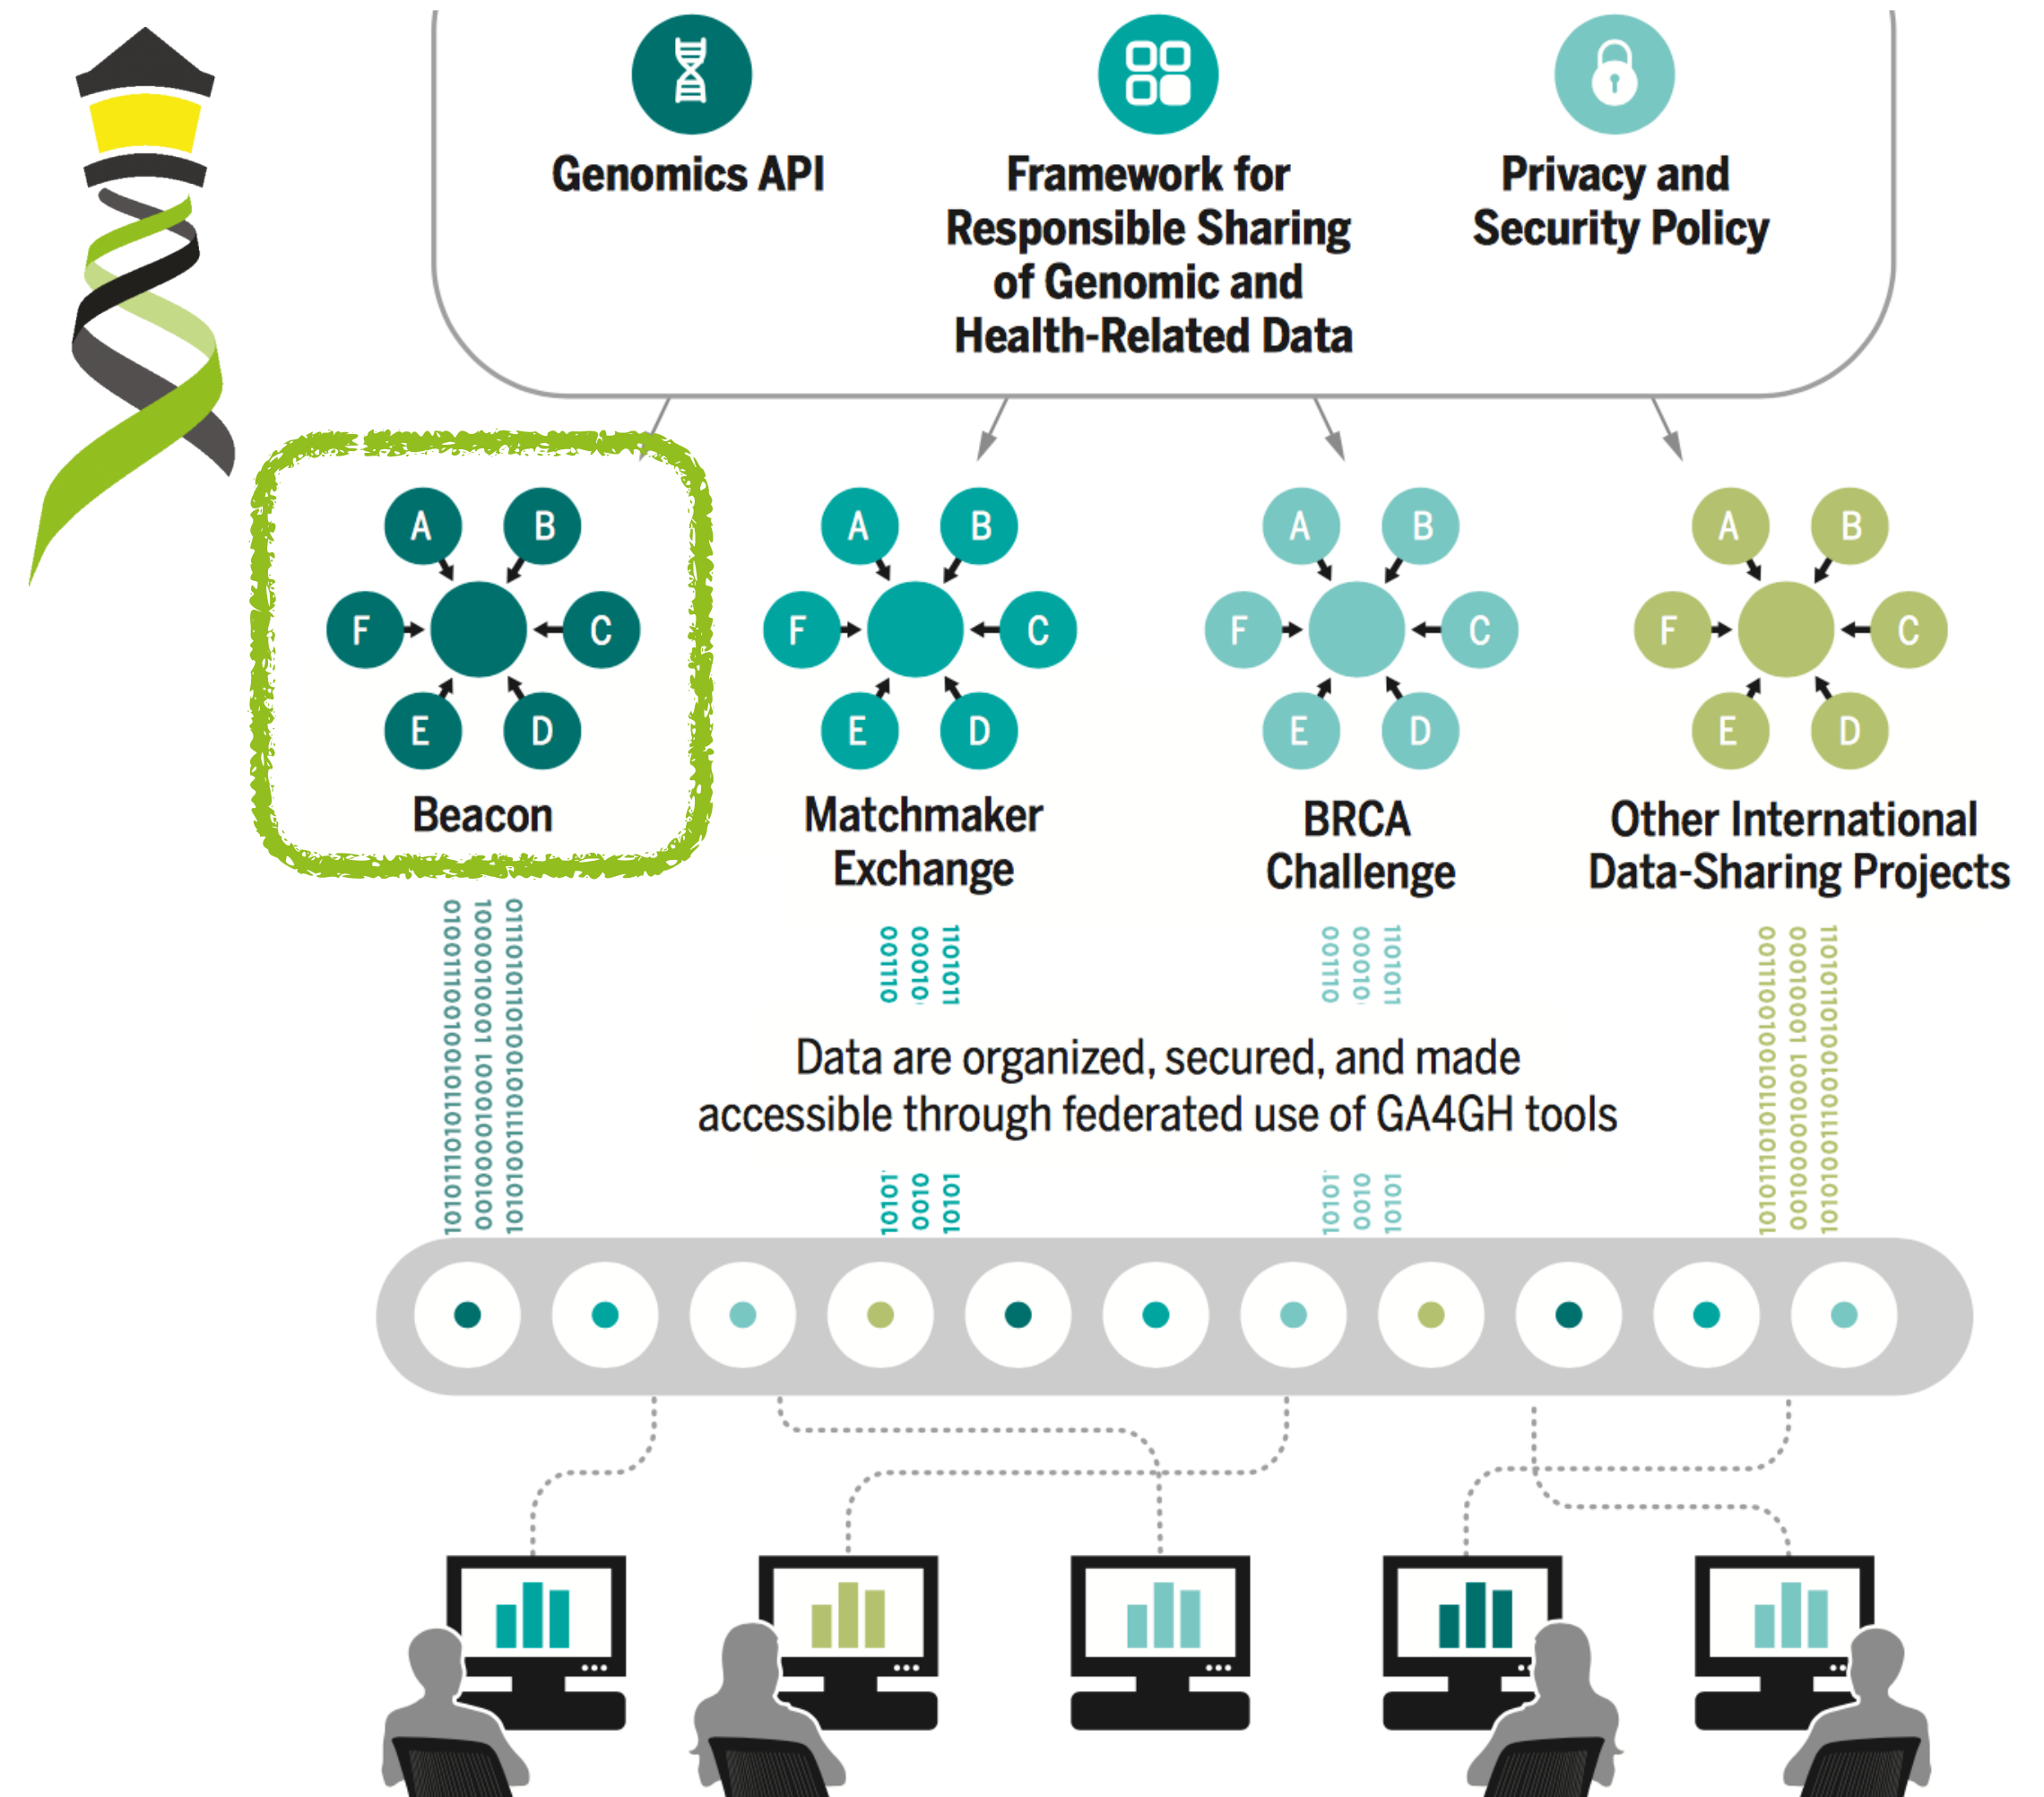 Genomics API
Framework for
Responsible Sharing
of Genomic and
Health-Related Data
Privacy and
Security Policy
A B
F C
E D
Beacon
A B
F C
E D
Matchmaker
Exchange
A B
F C
E D
BRCA
Challenge
A B
F C
E D
Other International
Data-Sharing Projects
Data are organized, secured, and made
accessible through federated use of GA4GH tools